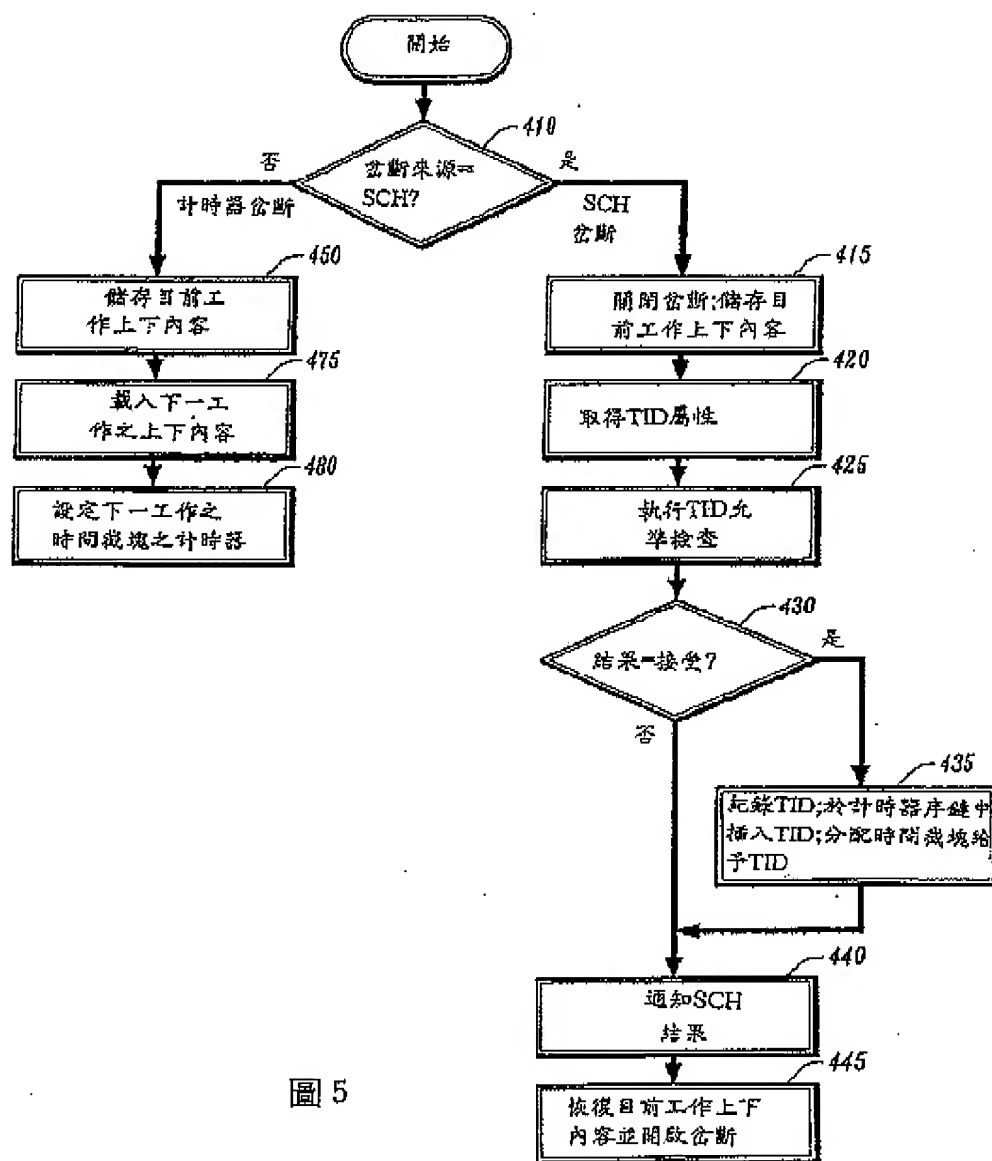 開始
410
岔斷來源=
SCH?
否
是
計時器岔斷
SCH
岔斷
450
儲存目前工
作上下內容
475
載入下一工
作之上下內容
480
設定下一工作之
時間截塊之計時器
415
關閉岔斷;儲存目
前工作上下內容
420
取得TID屬性
425
執行TID允
準檢查
430
結果=接受?
是
否
435
紀錄TID;於計時器序鏈中
插入TID;分配時間截塊給
予TID
440
通知SCH
結果
445
恢復目前工作上下
內容並開啟岔斷
圖5